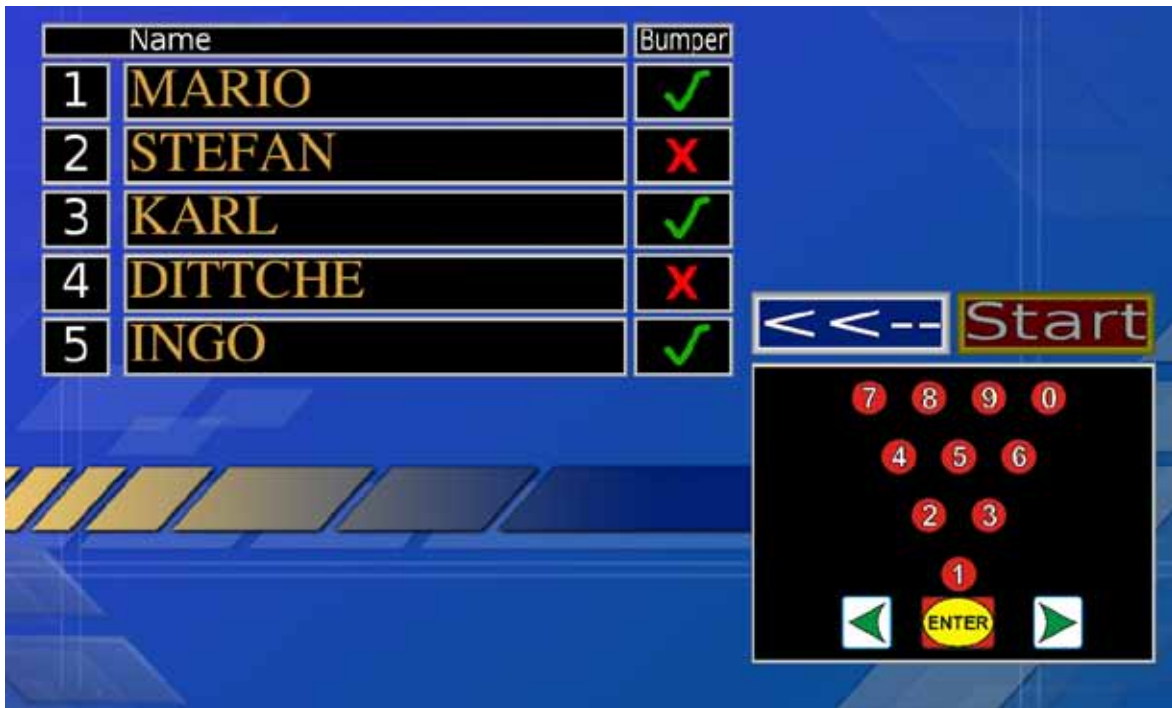 Name Bumper
1 MARIO
2 STEFAN
3 KARL
4 DITTCHE
5 INGO
<<-- Start
7 8 9 0
4 5 6
2 3
1
ENTER